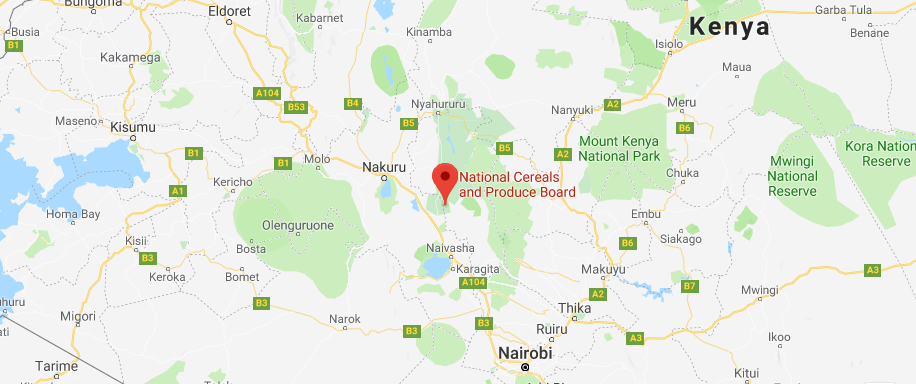 Bungoma
Eldoret
Kabarnet
Kinamba
Kenya
Garba Tula
Benane
Busia
B1
Kakamega
Isiolo
Maua
A104
B53
B4
Nyahururu
Nanyuki
A2
Meru
Maseno
Kisumu
B5
B6
B1
B1
Molo
Nakuru
B5
A2
Mount Kenya
National Park
Kora Nation
Reserve
Mwingi
National
Reserve
A1
Kericho
National Cereals
and Produce Board
Chuka
Homa Bay
Olenguruone
Embu
Siakago
Kisii
B3
Bosta
Naivasha
B6
Keroka
Bomet
Karagita
A104
Makuyu
A3
B7
Mwingi
A2
B3
Migori
Narok
B3
B3
Thika
Ruiru
A3
Ikoo
Nairobi
Tarime
Kitui